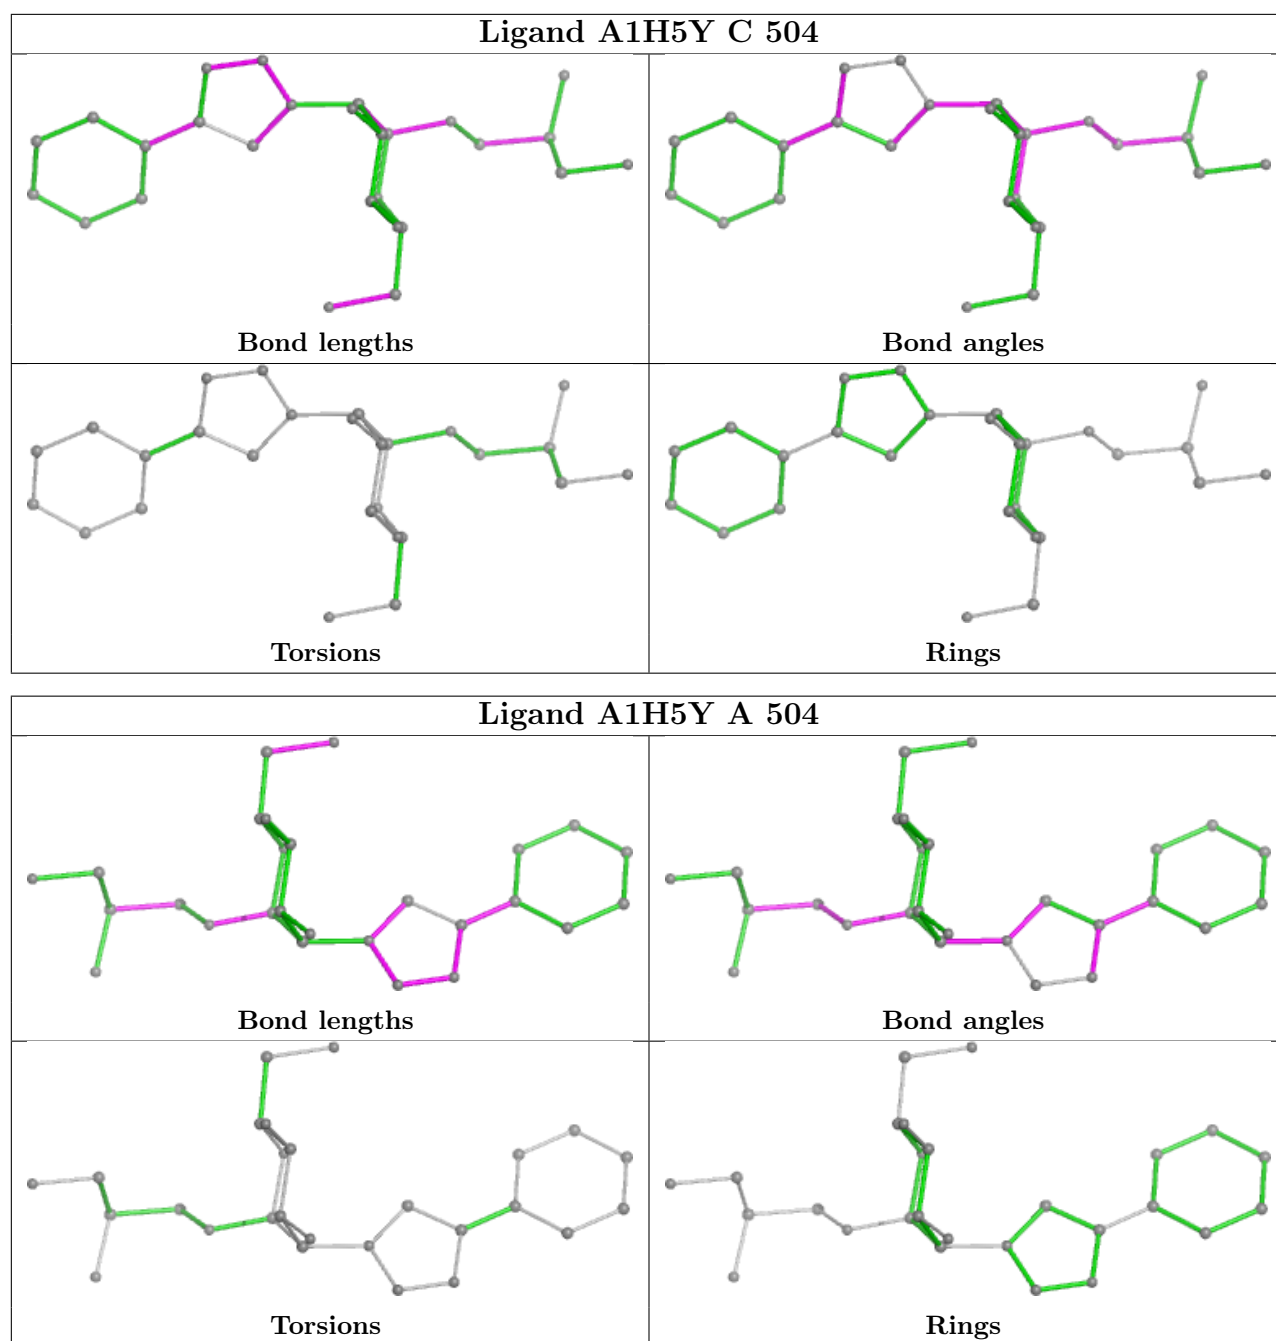 Ligand A1H5Y C 504
Bond lengths
Bond angles
Torsions
Rings
Ligand A1H5Y A 504
Bond lengths
Bond angles
Torsions
Rings